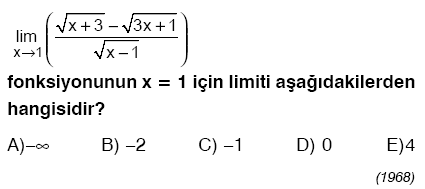 lim x→1 ( (√(x+3) − √(3x+1)) / √(x−1) )
fonksiyonunun x = 1 için limiti aşağıdakilerden
hangisidir?
A)−∞ B) −2 C) −1 D) 0 E)4
(1968)